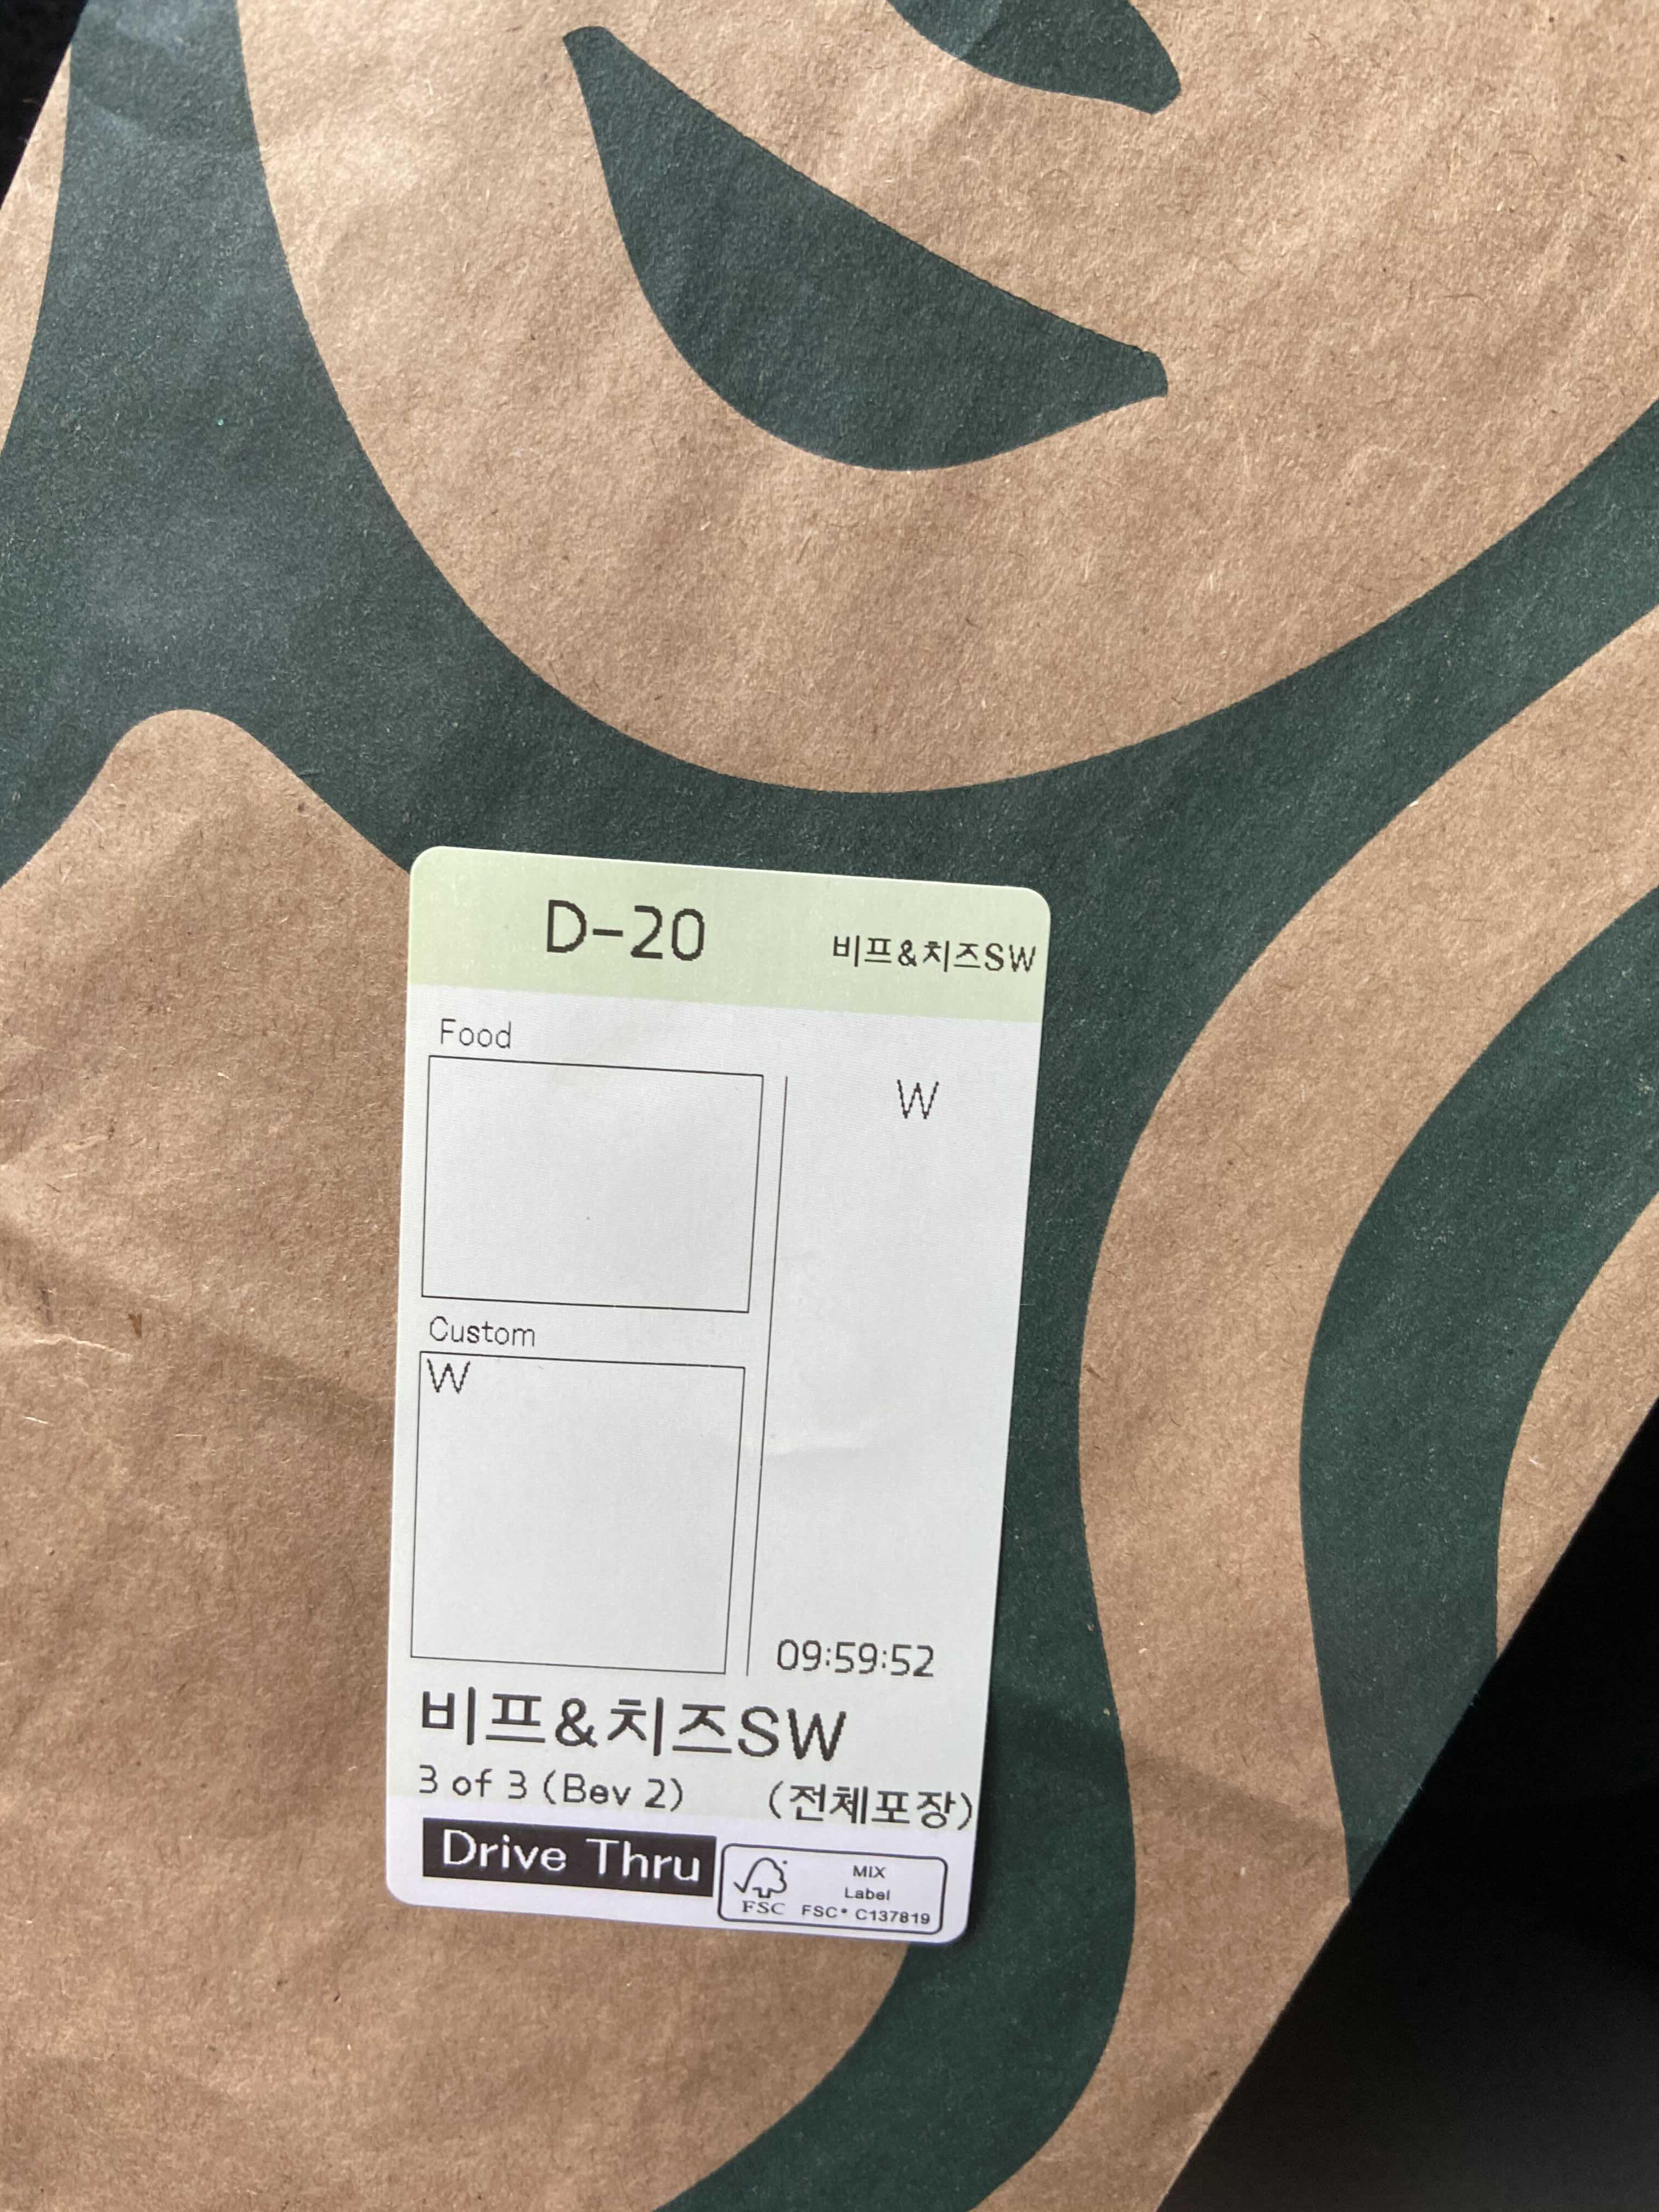 D-20 비프&치즈SW
Food
W
Custom
W
09:59:52
비프&치즈SW
3 of 3 (Bev 2) (전체포장)
Drive Thru
FSC
MIX
Label
FSC® C137819